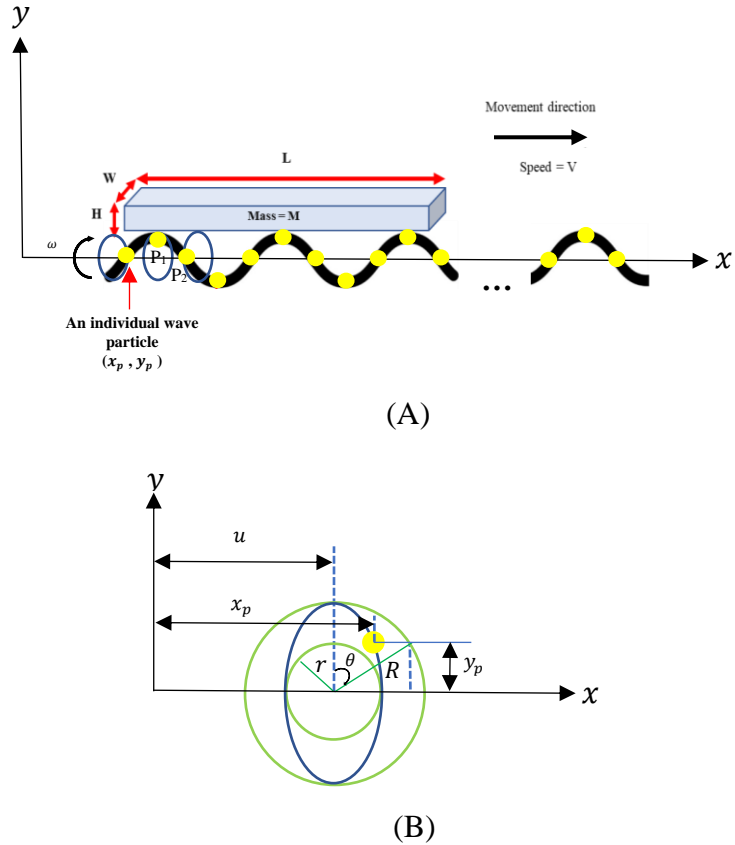 y
L
Movement direction
W
Speed = V
H
Mass = M
ω
P₁
P₂
x
...
An individual wave
particle
(xₚ , yₚ )
(A)
y
u
xₚ
r
θ
R
yₚ
x
(B)